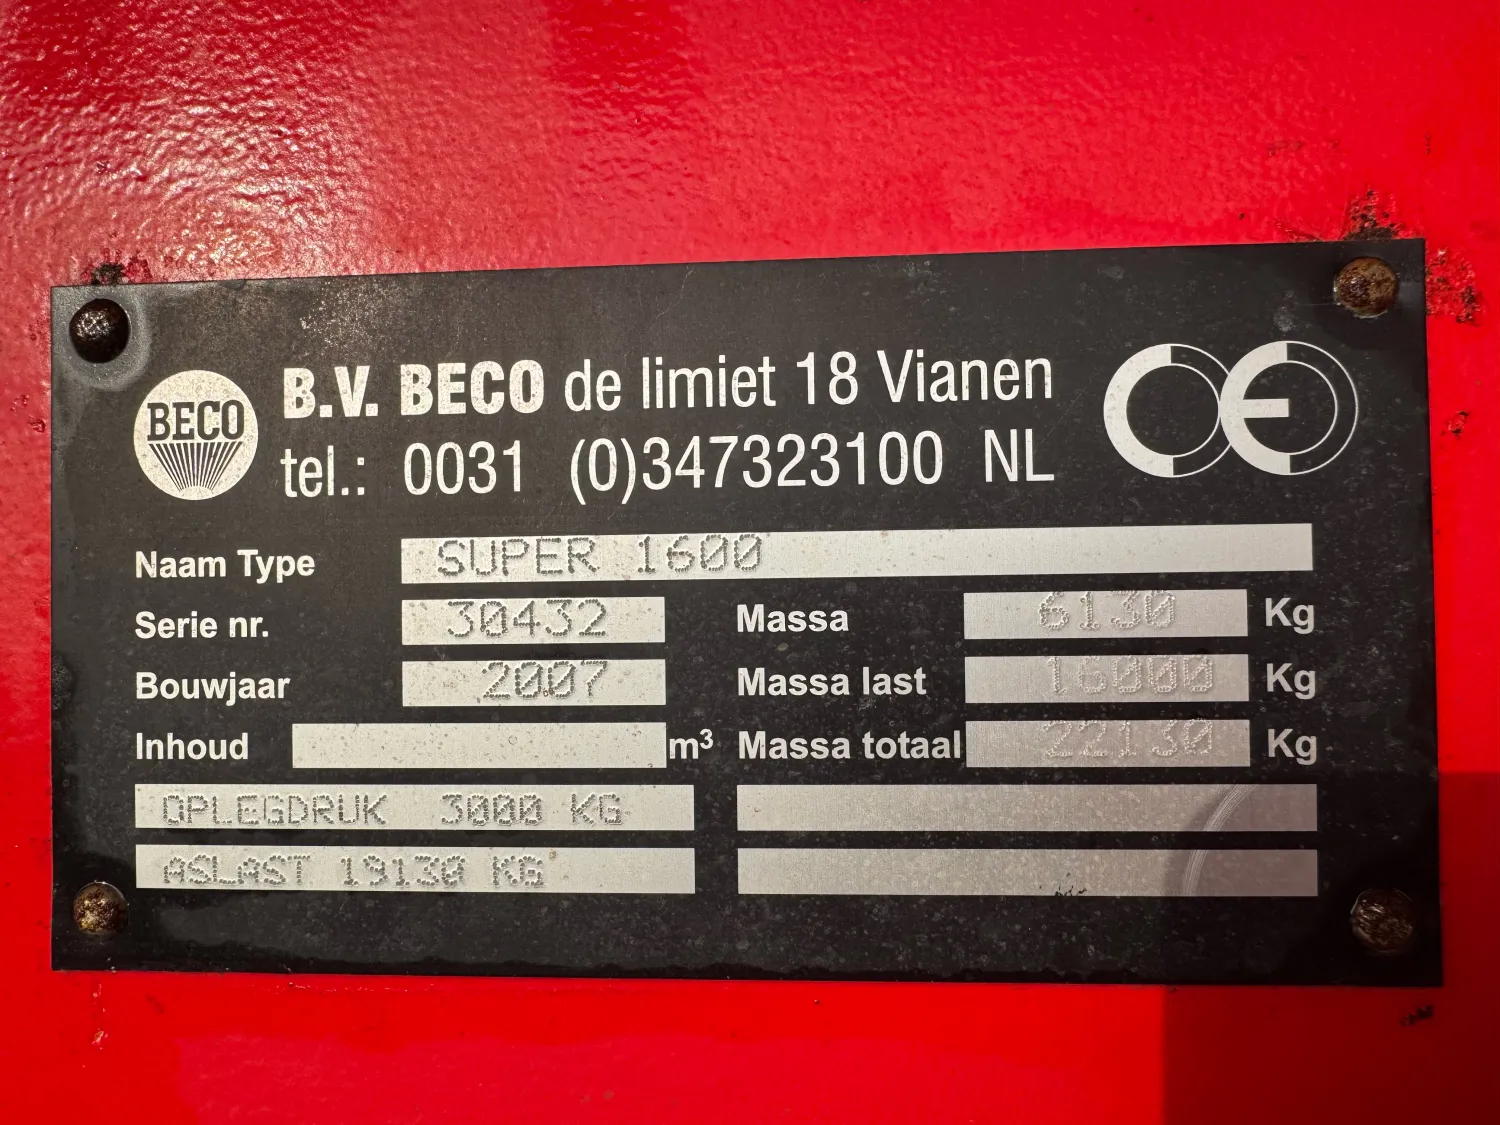 BECO
B.V. BECO de limiet 18 Vianen
tel.: 0031 (0)347323100 NL
CE
Naam Type SUPER 1600
Serie nr. 30432 Massa 6130 Kg
Bouwjaar 2007 Massa last 16000 Kg
Inhoud m³ Massa totaal 22130 Kg
OPLEGDRUK 3000 KG
ASLAST 19130 KG